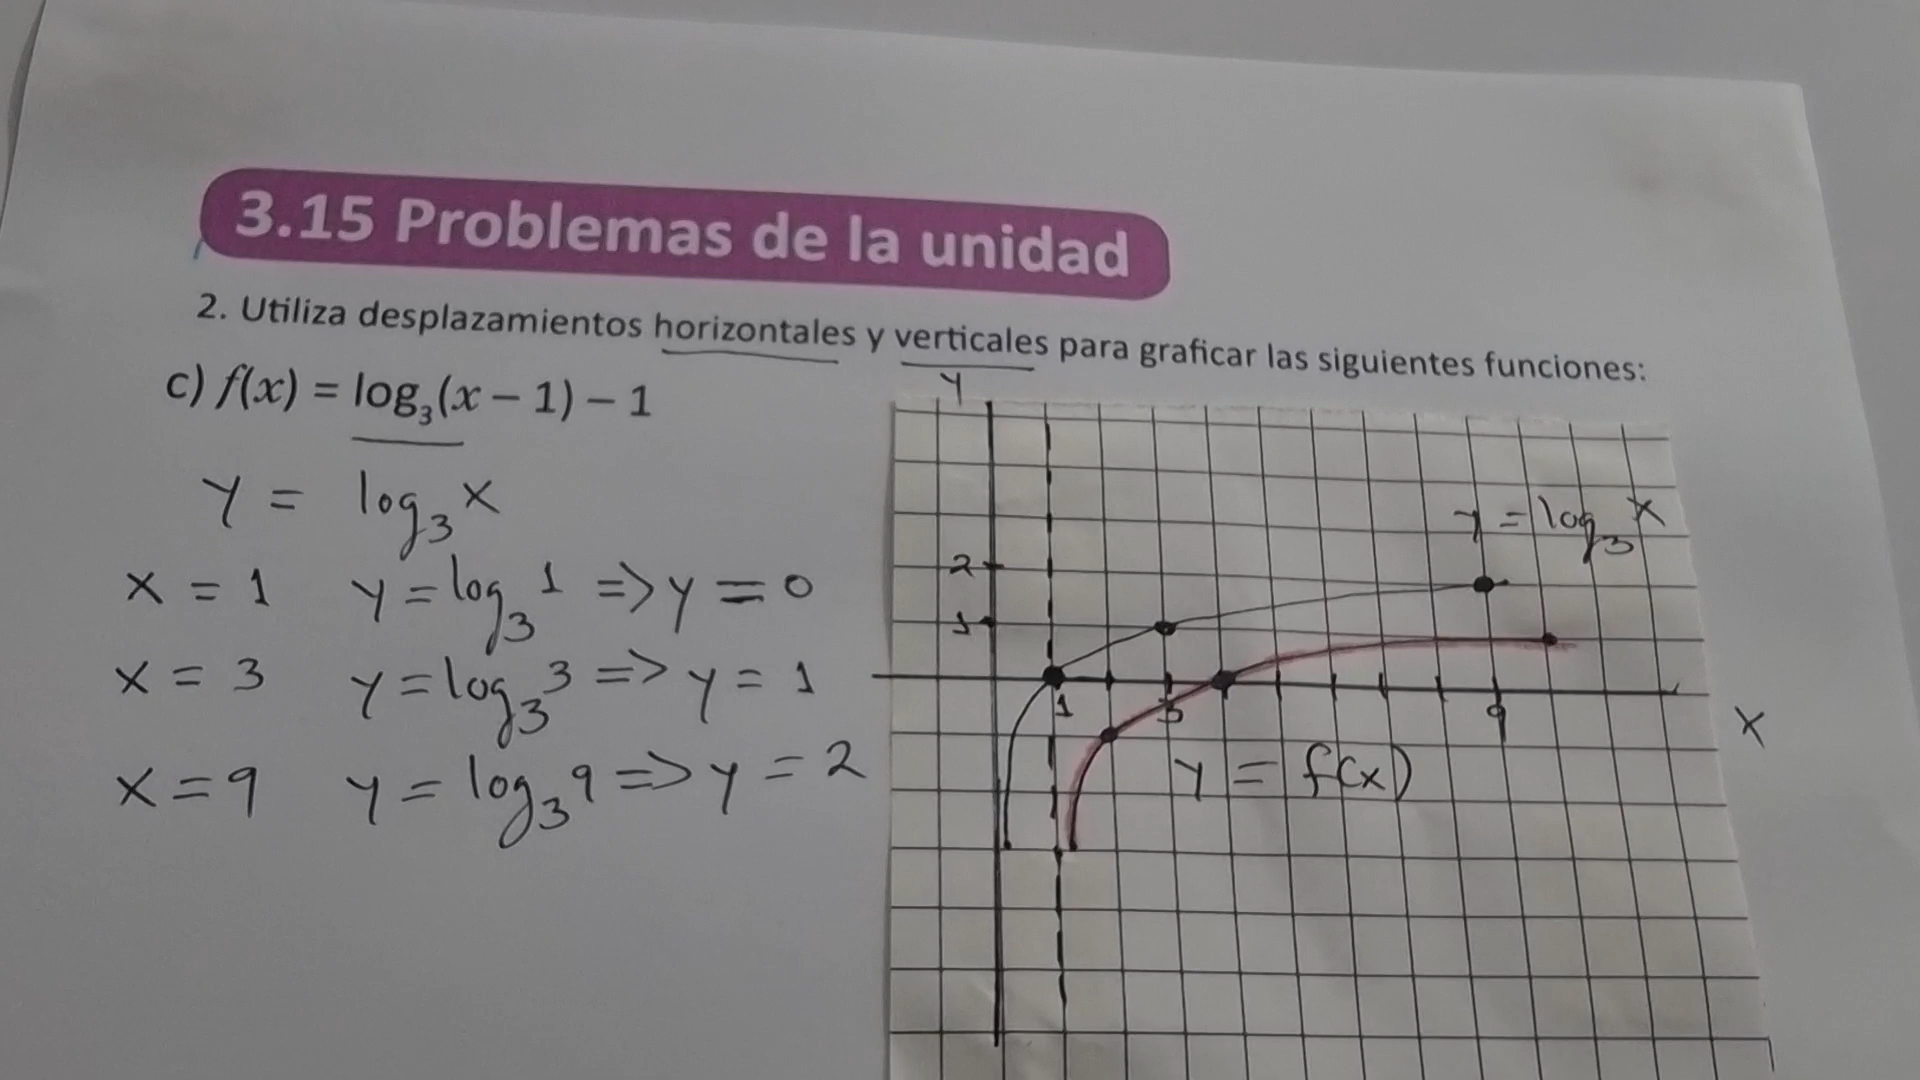 3.15 Problemas de la unidad
2. Utiliza desplazamientos horizontales y verticales para graficar las siguientes funciones:
c) f(x) = log₃(x – 1) – 1
y = log₃ x
x = 1 y = log₃ 1 => y = 0
x = 3 y = log₃ 3 => y = 1
x = 9 y = log₃ 9 => y = 2
Y
y = log₃ x
2
1
1 3 9
X
y = f(x)